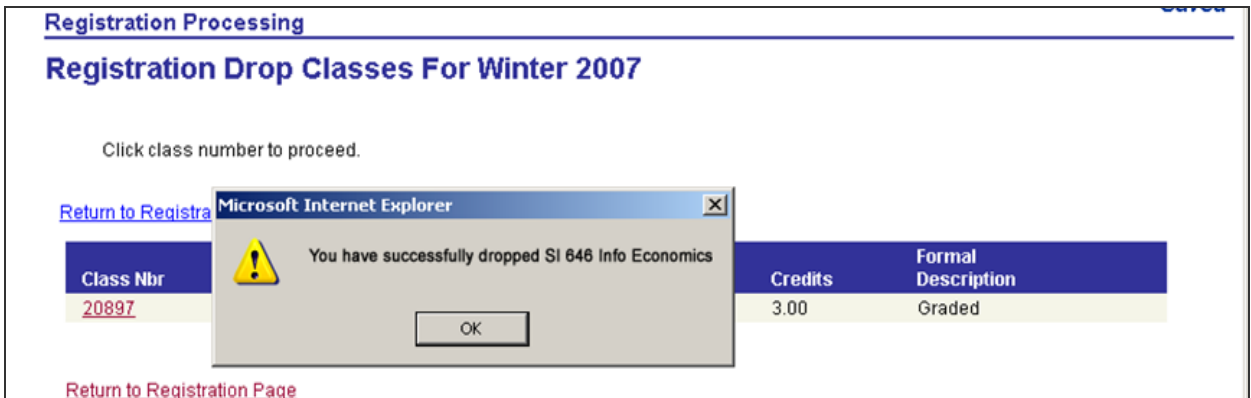 Saved
Registration Processing
Registration Drop Classes For Winter 2007
Click class number to proceed.
Return to Registra
Microsoft Internet Explorer
You have successfully dropped SI 646 Info Economics
OK
Class Nbr
Credits
Formal
Description
20897
3.00
Graded
Return to Registration Page